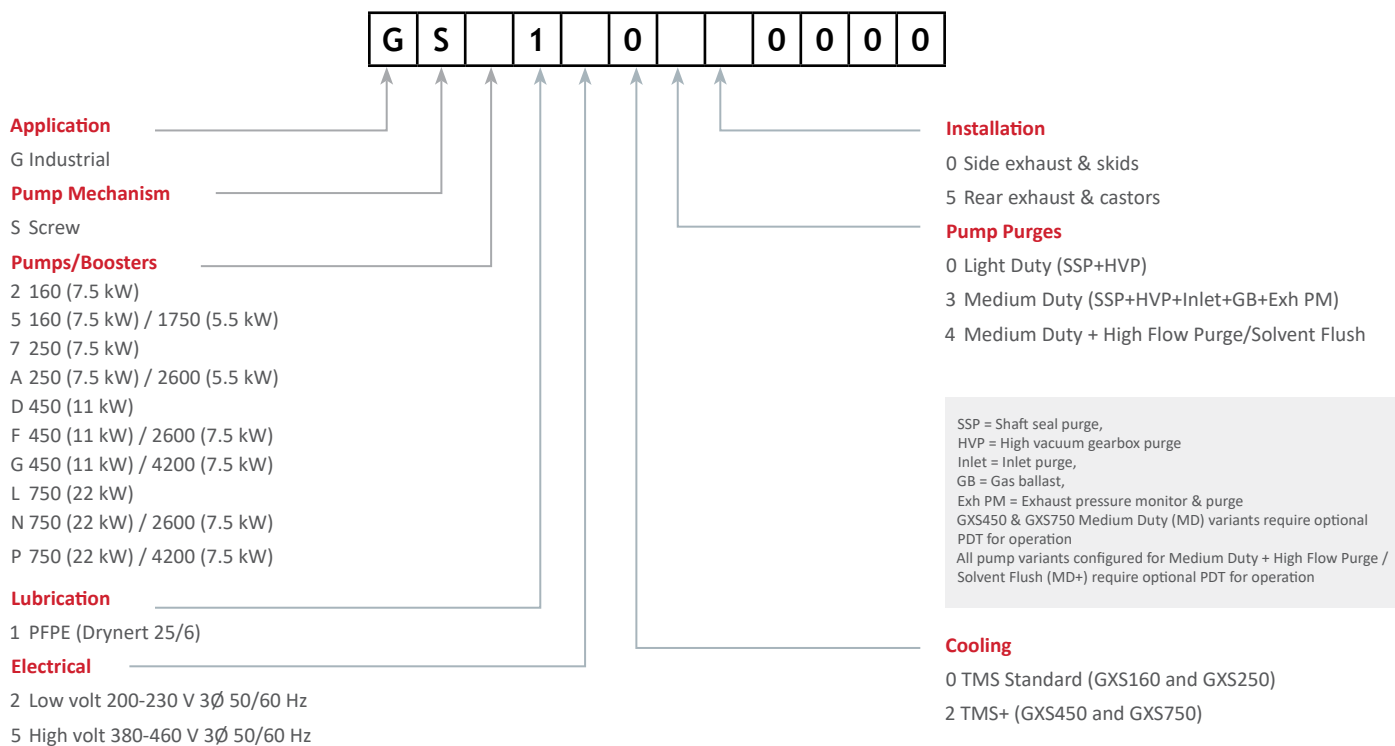 G S 1 0 0 0 0 0
Application
G Industrial
Pump Mechanism
S Screw
Pumps/Boosters
2 160 (7.5 kW)
5 160 (7.5 kW) / 1750 (5.5 kW)
7 250 (7.5 kW)
A 250 (7.5 kW) / 2600 (5.5 kW)
D 450 (11 kW)
F 450 (11 kW) / 2600 (7.5 kW)
G 450 (11 kW) / 4200 (7.5 kW)
L 750 (22 kW)
N 750 (22 kW) / 2600 (7.5 kW)
P 750 (22 kW) / 4200 (7.5 kW)
Lubrication
1 PFPE (Drynert 25/6)
Electrical
2 Low volt 200-230 V 3Ø 50/60 Hz
5 High volt 380-460 V 3Ø 50/60 Hz
Installation
0 Side exhaust & skids
5 Rear exhaust & castors
Pump Purges
0 Light Duty (SSP+HVP)
3 Medium Duty (SSP+HVP+Inlet+GB+Exh PM)
4 Medium Duty + High Flow Purge/Solvent Flush
SSP = Shaft seal purge,
HVP = High vacuum gearbox purge
Inlet = Inlet purge,
GB = Gas ballast,
Exh PM = Exhaust pressure monitor & purge
GXS450 & GXS750 Medium Duty (MD) variants require optional
PDT for operation
All pump variants configured for Medium Duty + High Flow Purge /
Solvent Flush (MD+) require optional PDT for operation
Cooling
0 TMS Standard (GXS160 and GXS250)
2 TMS+ (GXS450 and GXS750)